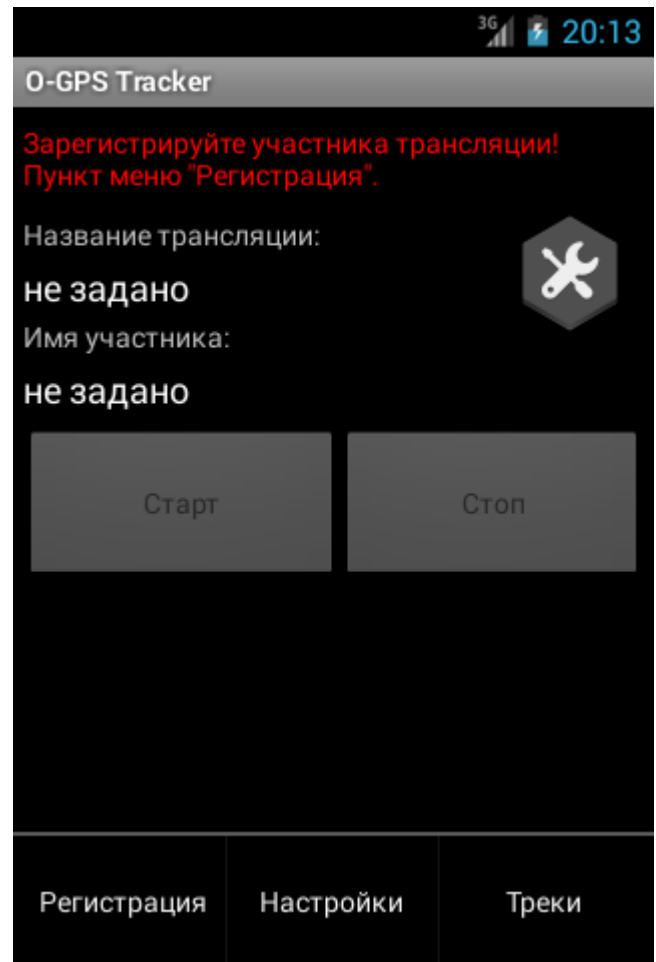 3G 20:13
O-GPS Tracker
Зарегистрируйте участника трансляции!
Пункт меню "Регистрация".
Название трансляции:
не задано
Имя участника:
не задано
Старт Стоп
Регистрация Настройки Треки